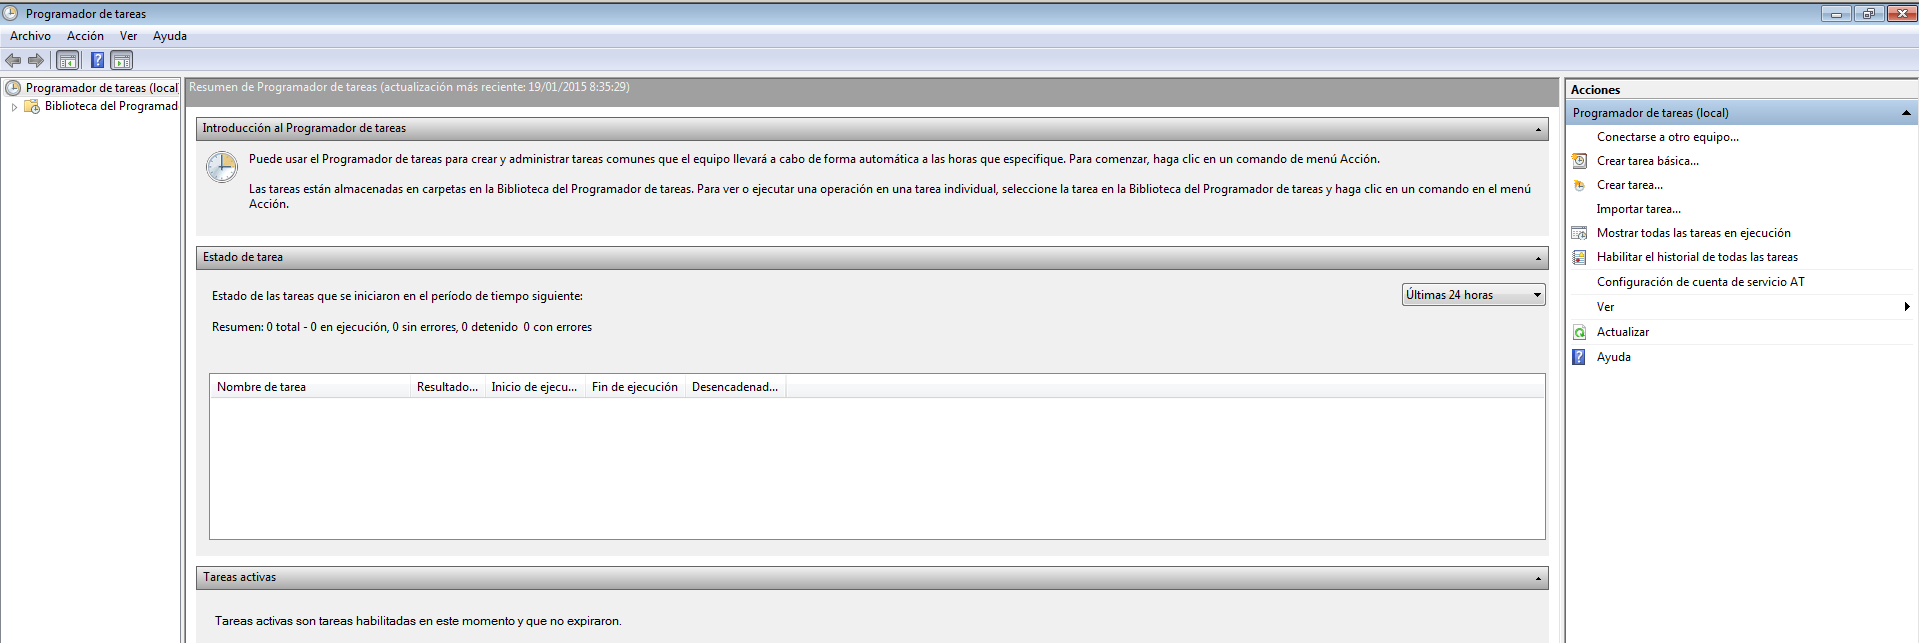 Programador de tareas
Archivo Acción Ver Ayuda
Programador de tareas (local
Biblioteca del Programad
Resumen de Programador de tareas (actualización más reciente: 19/01/2015 8:35:29)
Introducción al Programador de tareas
Puede usar el Programador de tareas para crear y administrar tareas comunes que el equipo llevará a cabo de forma automática a las horas que especifique. Para comenzar, haga clic en un comando de menú Acción.
Las tareas están almacenadas en carpetas en la Biblioteca del Programador de tareas. Para ver o ejecutar una operación en una tarea individual, seleccione la tarea en la Biblioteca del Programador de tareas y haga clic en un comando en el menú
Acción.
Estado de tarea
Estado de las tareas que se iniciaron en el período de tiempo siguiente:
Últimas 24 horas
Resumen: 0 total - 0 en ejecución, 0 sin errores, 0 detenido 0 con errores
Nombre de tarea Resultado... Inicio de ejecu... Fin de ejecución Desencadenad...
Tareas activas
Tareas activas son tareas habilitadas en este momento y que no expiraron.
Acciones
Programador de tareas (local)
Conectarse a otro equipo...
Crear tarea básica...
Crear tarea...
Importar tarea...
Mostrar todas las tareas en ejecución
Habilitar el historial de todas las tareas
Configuración de cuenta de servicio AT
Ver
Actualizar
Ayuda